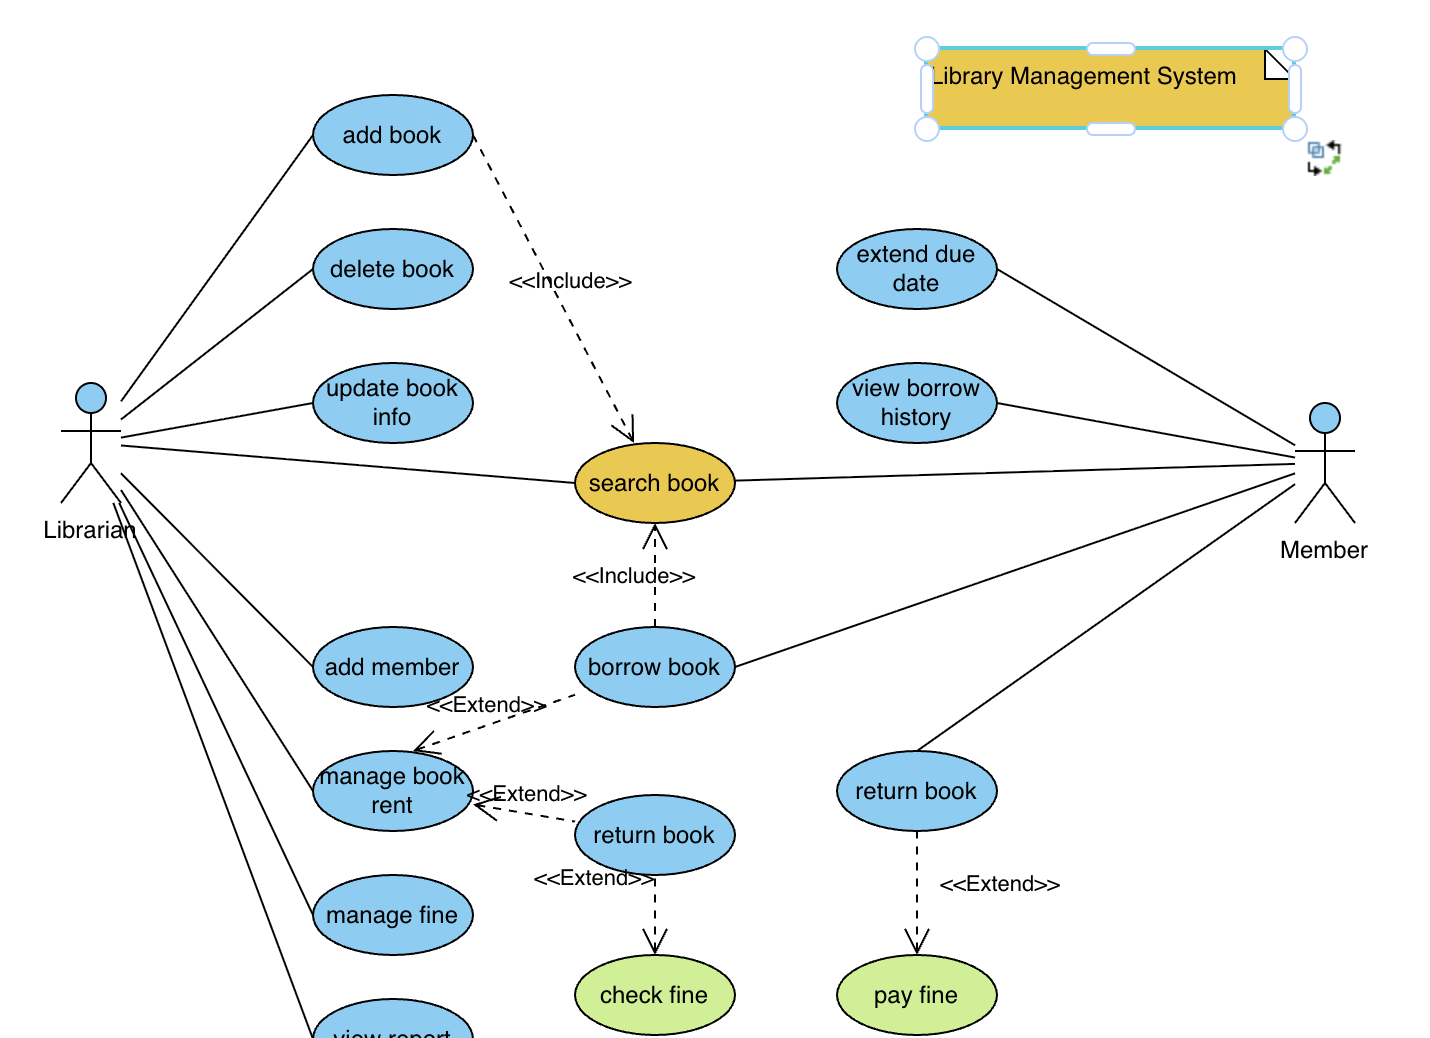 Library Management System
add book
delete book
<<Include>>
extend due
date
update book
info
view borrow
history
search book
Librarian
Member
<<Include>>
add member
borrow book
<<Extend>>
manage book
rent
<<Extend>>
return book
return book
<<Extend>>
<<Extend>>
manage fine
check fine
pay fine
view report